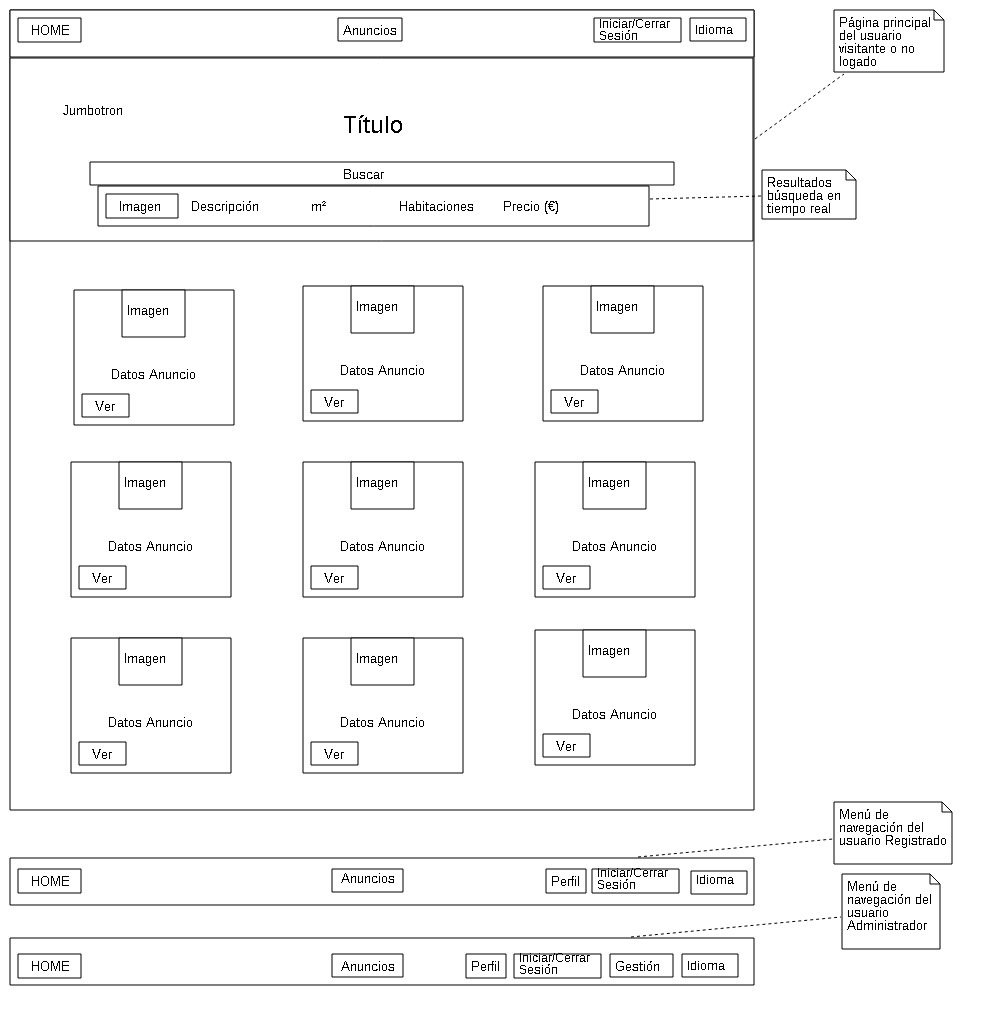 HOME
Anuncios
Iniciar/Cerrar
Sesión
Idioma
Página principal
del usuario
visitante o no
logado
Jumbotron
Título
Buscar
Imagen
Descripción
m²
Habitaciones
Precio (€)
Resultados
búsqueda en
tiempo real
Imagen
Datos Anuncio
Ver
Imagen
Datos Anuncio
Ver
Imagen
Datos Anuncio
Ver
Imagen
Datos Anuncio
Ver
Imagen
Datos Anuncio
Ver
Imagen
Datos Anuncio
Ver
Imagen
Datos Anuncio
Ver
Imagen
Datos Anuncio
Ver
Imagen
Datos Anuncio
Ver
Menú de
navegación del
usuario Registrado
HOME
Anuncios
Perfil
Iniciar/Cerrar
Sesión
Idioma
Menú de
navegación del
usuario
Administrador
HOME
Anuncios
Perfil
Iniciar/Cerrar
Sesión
Gestión
Idioma